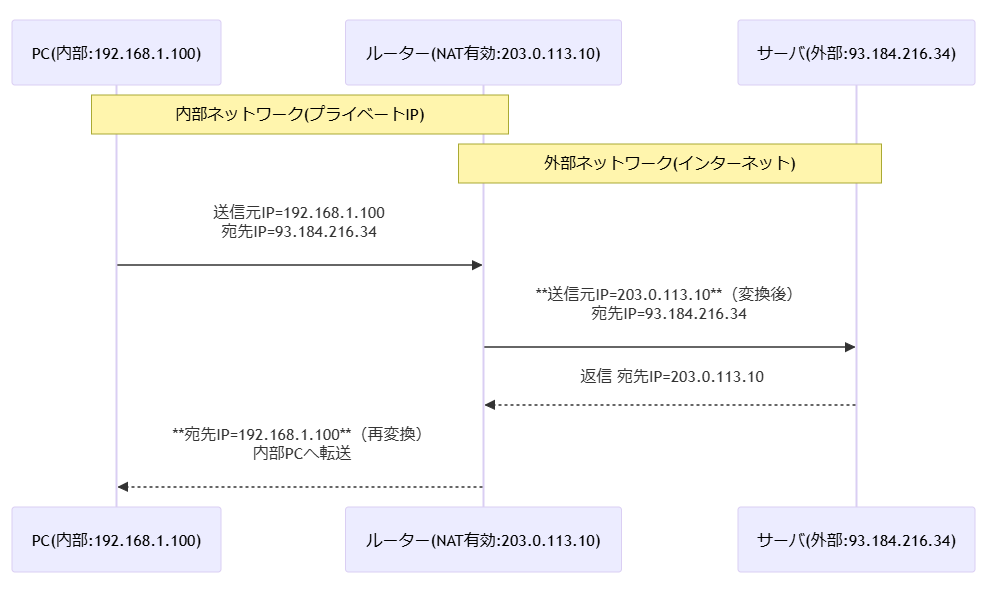 PC(内部:192.168.1.100)
ルーター(NAT有効:203.0.113.10)
サーバ(外部:93.184.216.34)
内部ネットワーク(プライベートIP)
外部ネットワーク(インターネット)
送信元IP=192.168.1.100
宛先IP=93.184.216.34
**送信元IP=203.0.113.10**（変換後）
宛先IP=93.184.216.34
返信 宛先IP=203.0.113.10
**宛先IP=192.168.1.100**（再変換）
内部PCへ転送
PC(内部:192.168.1.100)
ルーター(NAT有効:203.0.113.10)
サーバ(外部:93.184.216.34)